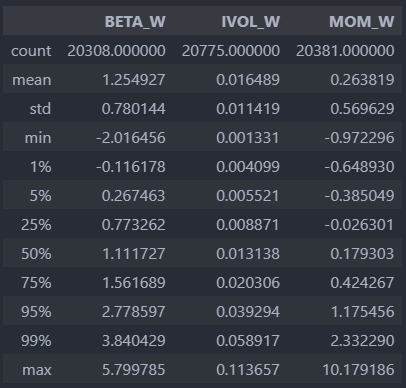 BETA_W IVOL_W MOM_W
count 20308.000000 20775.000000 20381.000000
mean 1.254927 0.016489 0.263819
std 0.780144 0.011419 0.569629
min -2.016456 0.001331 -0.972296
1% -0.116178 0.004099 -0.648930
5% 0.267463 0.005521 -0.385049
25% 0.773262 0.008871 -0.026301
50% 1.111727 0.013138 0.179303
75% 1.561689 0.020306 0.424267
95% 2.778597 0.039294 1.175456
99% 3.840429 0.058917 2.332290
max 5.799785 0.113657 10.179186